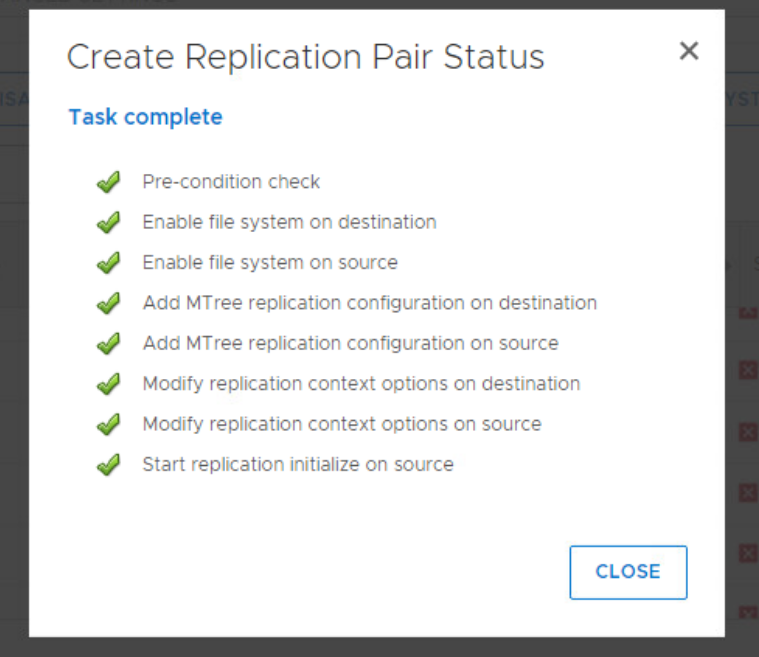 Create Replication Pair Status
Task complete
Pre-condition check
Enable file system on destination
Enable file system on source
Add MTree replication configuration on destination
Add MTree replication configuration on source
Modify replication context options on destination
Modify replication context options on source
Start replication initialize on source
CLOSE